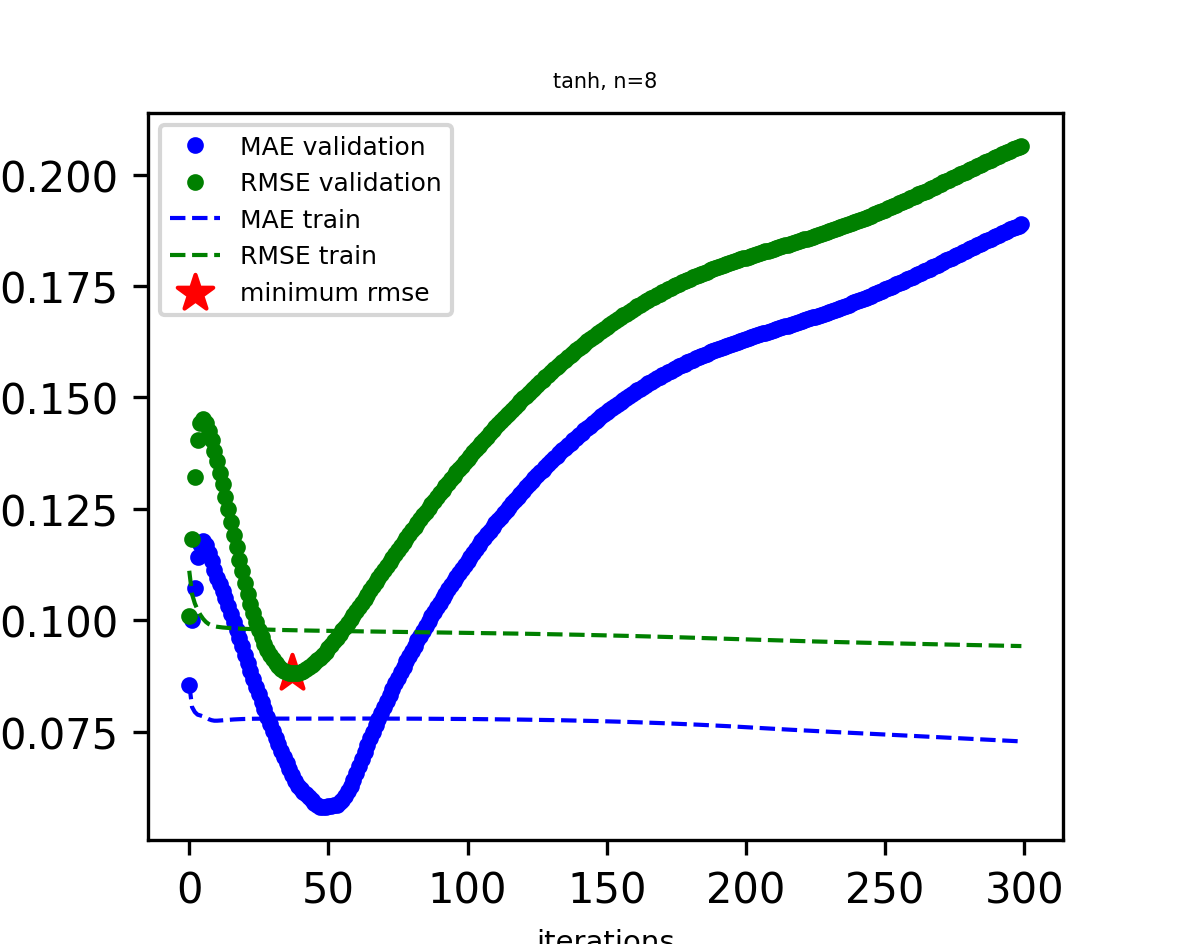 tanh, n=8
MAE validation
RMSE validation
MAE train
RMSE train
minimum rmse
0.200
0.175
0.150
0.125
0.100
0.075
0 50 100 150 200 250 300
iterations